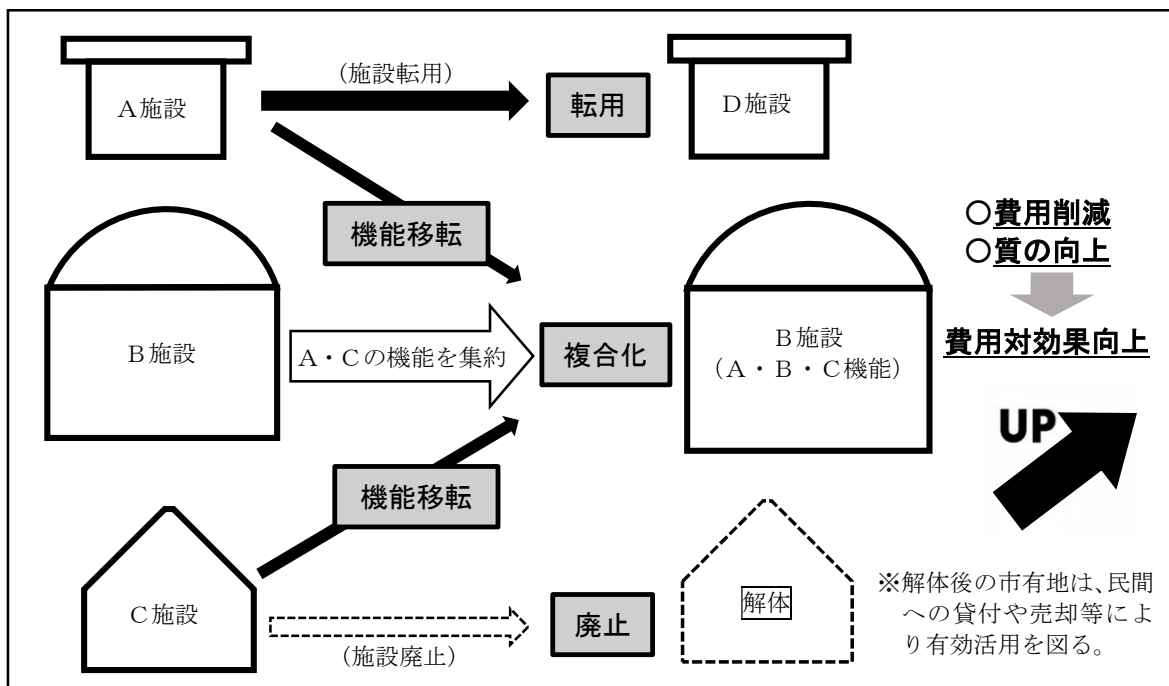 (施設転用)
A施設
転用
D施設
機能移転
○費用削減
○質の向上
費用対効果向上
B施設
A・Cの機能を集約
複合化
B施設
(A・B・C機能)
UP
機能移転
C施設
(施設廃止)
廃止
解体
※解体後の市有地は、民間
への貸付や売却等によ
り有効活用を図る。